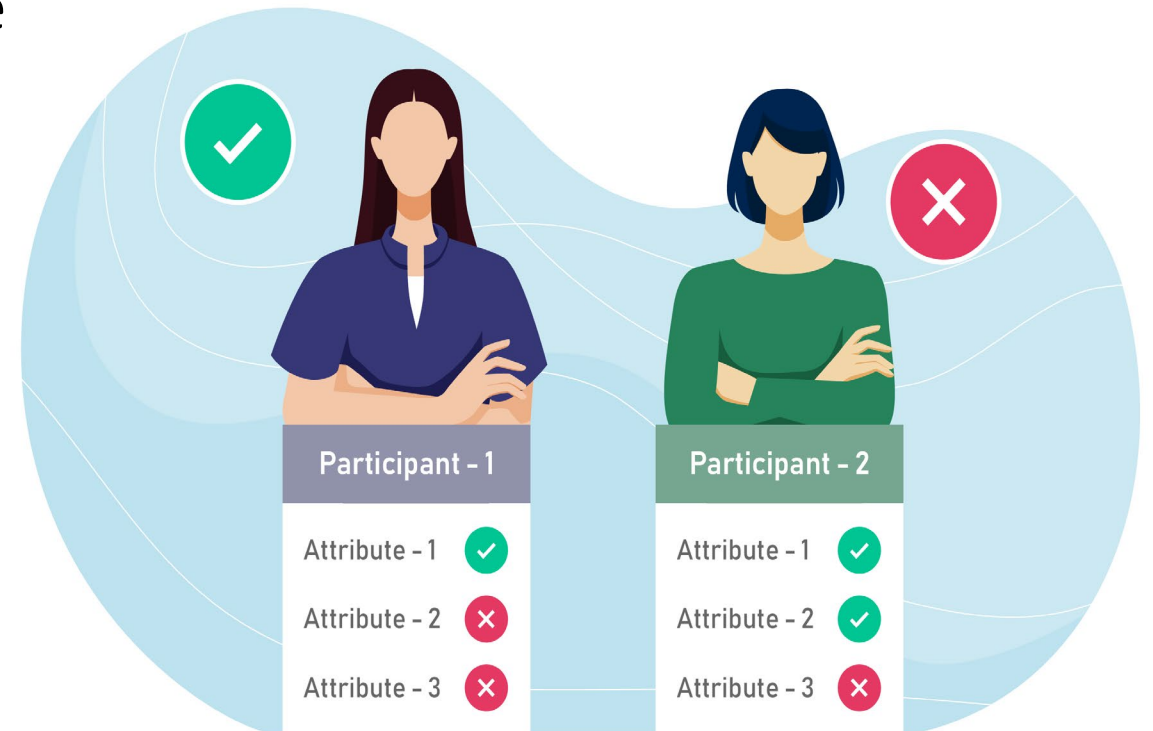 e
Participant - 1
Attribute - 1
Attribute - 2
Attribute - 3
Participant - 2
Attribute - 1
Attribute - 2
Attribute - 3